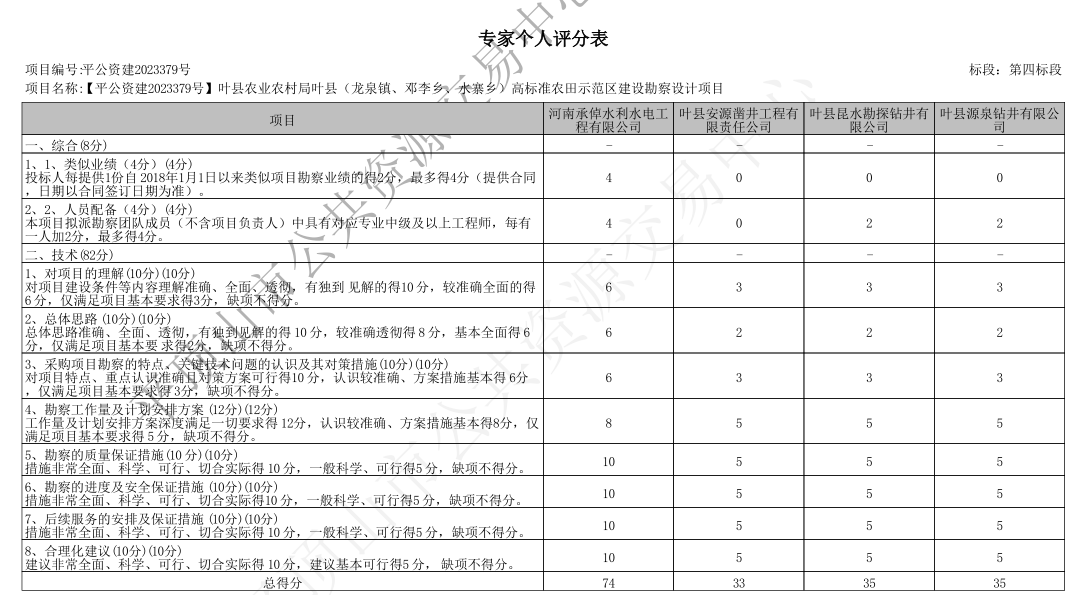 专家个人评分表
项目编号:平公资建2023379号
标段：第四标段
项目名称:【平公资建2023379号】叶县农业农村局叶县（龙泉镇、邓李乡、水寨乡）高标准农田示范区建设勘察设计项目
项目
河南承倬水利水电工
程有限公司
叶县安源凿井工程有
限责任公司
叶县昆水勘探钻井有
限公司
叶县源泉钻井有限公
司
一、综合(8分)
– – – –
1、1、类似业绩（4分）(4分)
投标人每提供1份自 2018年1月1日以来类似项目勘察业绩的得2分，最多得4分（提供合同
，日期以合同签订日期为准）。
4 0 0 0
2、2、人员配备（4分）(4分)
本项目拟派勘察团队成员（不含项目负责人）中具有对应专业中级及以上工程师，每有
一人加2分，最多得4分。
4 0 2 2
二、技术(82分)
– – – –
1、对项目的理解(10分)(10分)
对项目建设条件等内容理解准确、全面、透彻，有独到 见解的得10 分，较准确全面的得
6 分，仅满足项目基本要求得3分，缺项不得分。
6 3 3 3
2、总体思路 (10分)(10分)
总体思路准确、全面、透彻，有独到见解的得 10 分，较准确透彻得 8 分，基本全面得 6
分，仅满足项目基本要 求得2分，缺项不得分。
6 2 2 2
3、采购项目勘察的特点、关键技术问题的认识及其对策措施(10分)(10分)
对项目特点、重点认识准确且对策方案可行得10 分，认识较准确、方案措施基本得 6分
，仅满足项目基本要求得 3分，缺项不得分。
6 3 3 3
4、勘察工作量及计划安排方案 (12分)(12分)
工作量及计划安排方案深度满足一切要求得 12分，认识较准确、方案措施基本得8分，仅
满足项目基本要求得 5 分，缺项不得分。
8 5 5 5
5、勘察的质量保证措施(10 分)(10分)
措施非常全面、科学、可行、切合实际得 10 分，一般科学、可行得5 分，缺项不得分。
10 5 5 5
6、勘察的进度及安全保证措施 (10分)(10分)
措施非常全面、科学、可行、切合实际得10 分，一般科学、可行得5 分，缺项不得分。
10 5 5 5
7、后续服务的安排及保证措施 (10分)(10分)
措施非常全面、科学、可行、切合实际得 10 分，一般科学、可行得5 分，缺项不得分。
10 5 5 5
8、合理化建议(10分)(10分)
建议非常全面、科学、可行、切合实际得 10 分，建议基本可行得5 分， 缺项不得分。
10 5 5 5
总得分
74 33 35 35
平顶山市公共资源交易中心
平顶山市公共资源交易中心